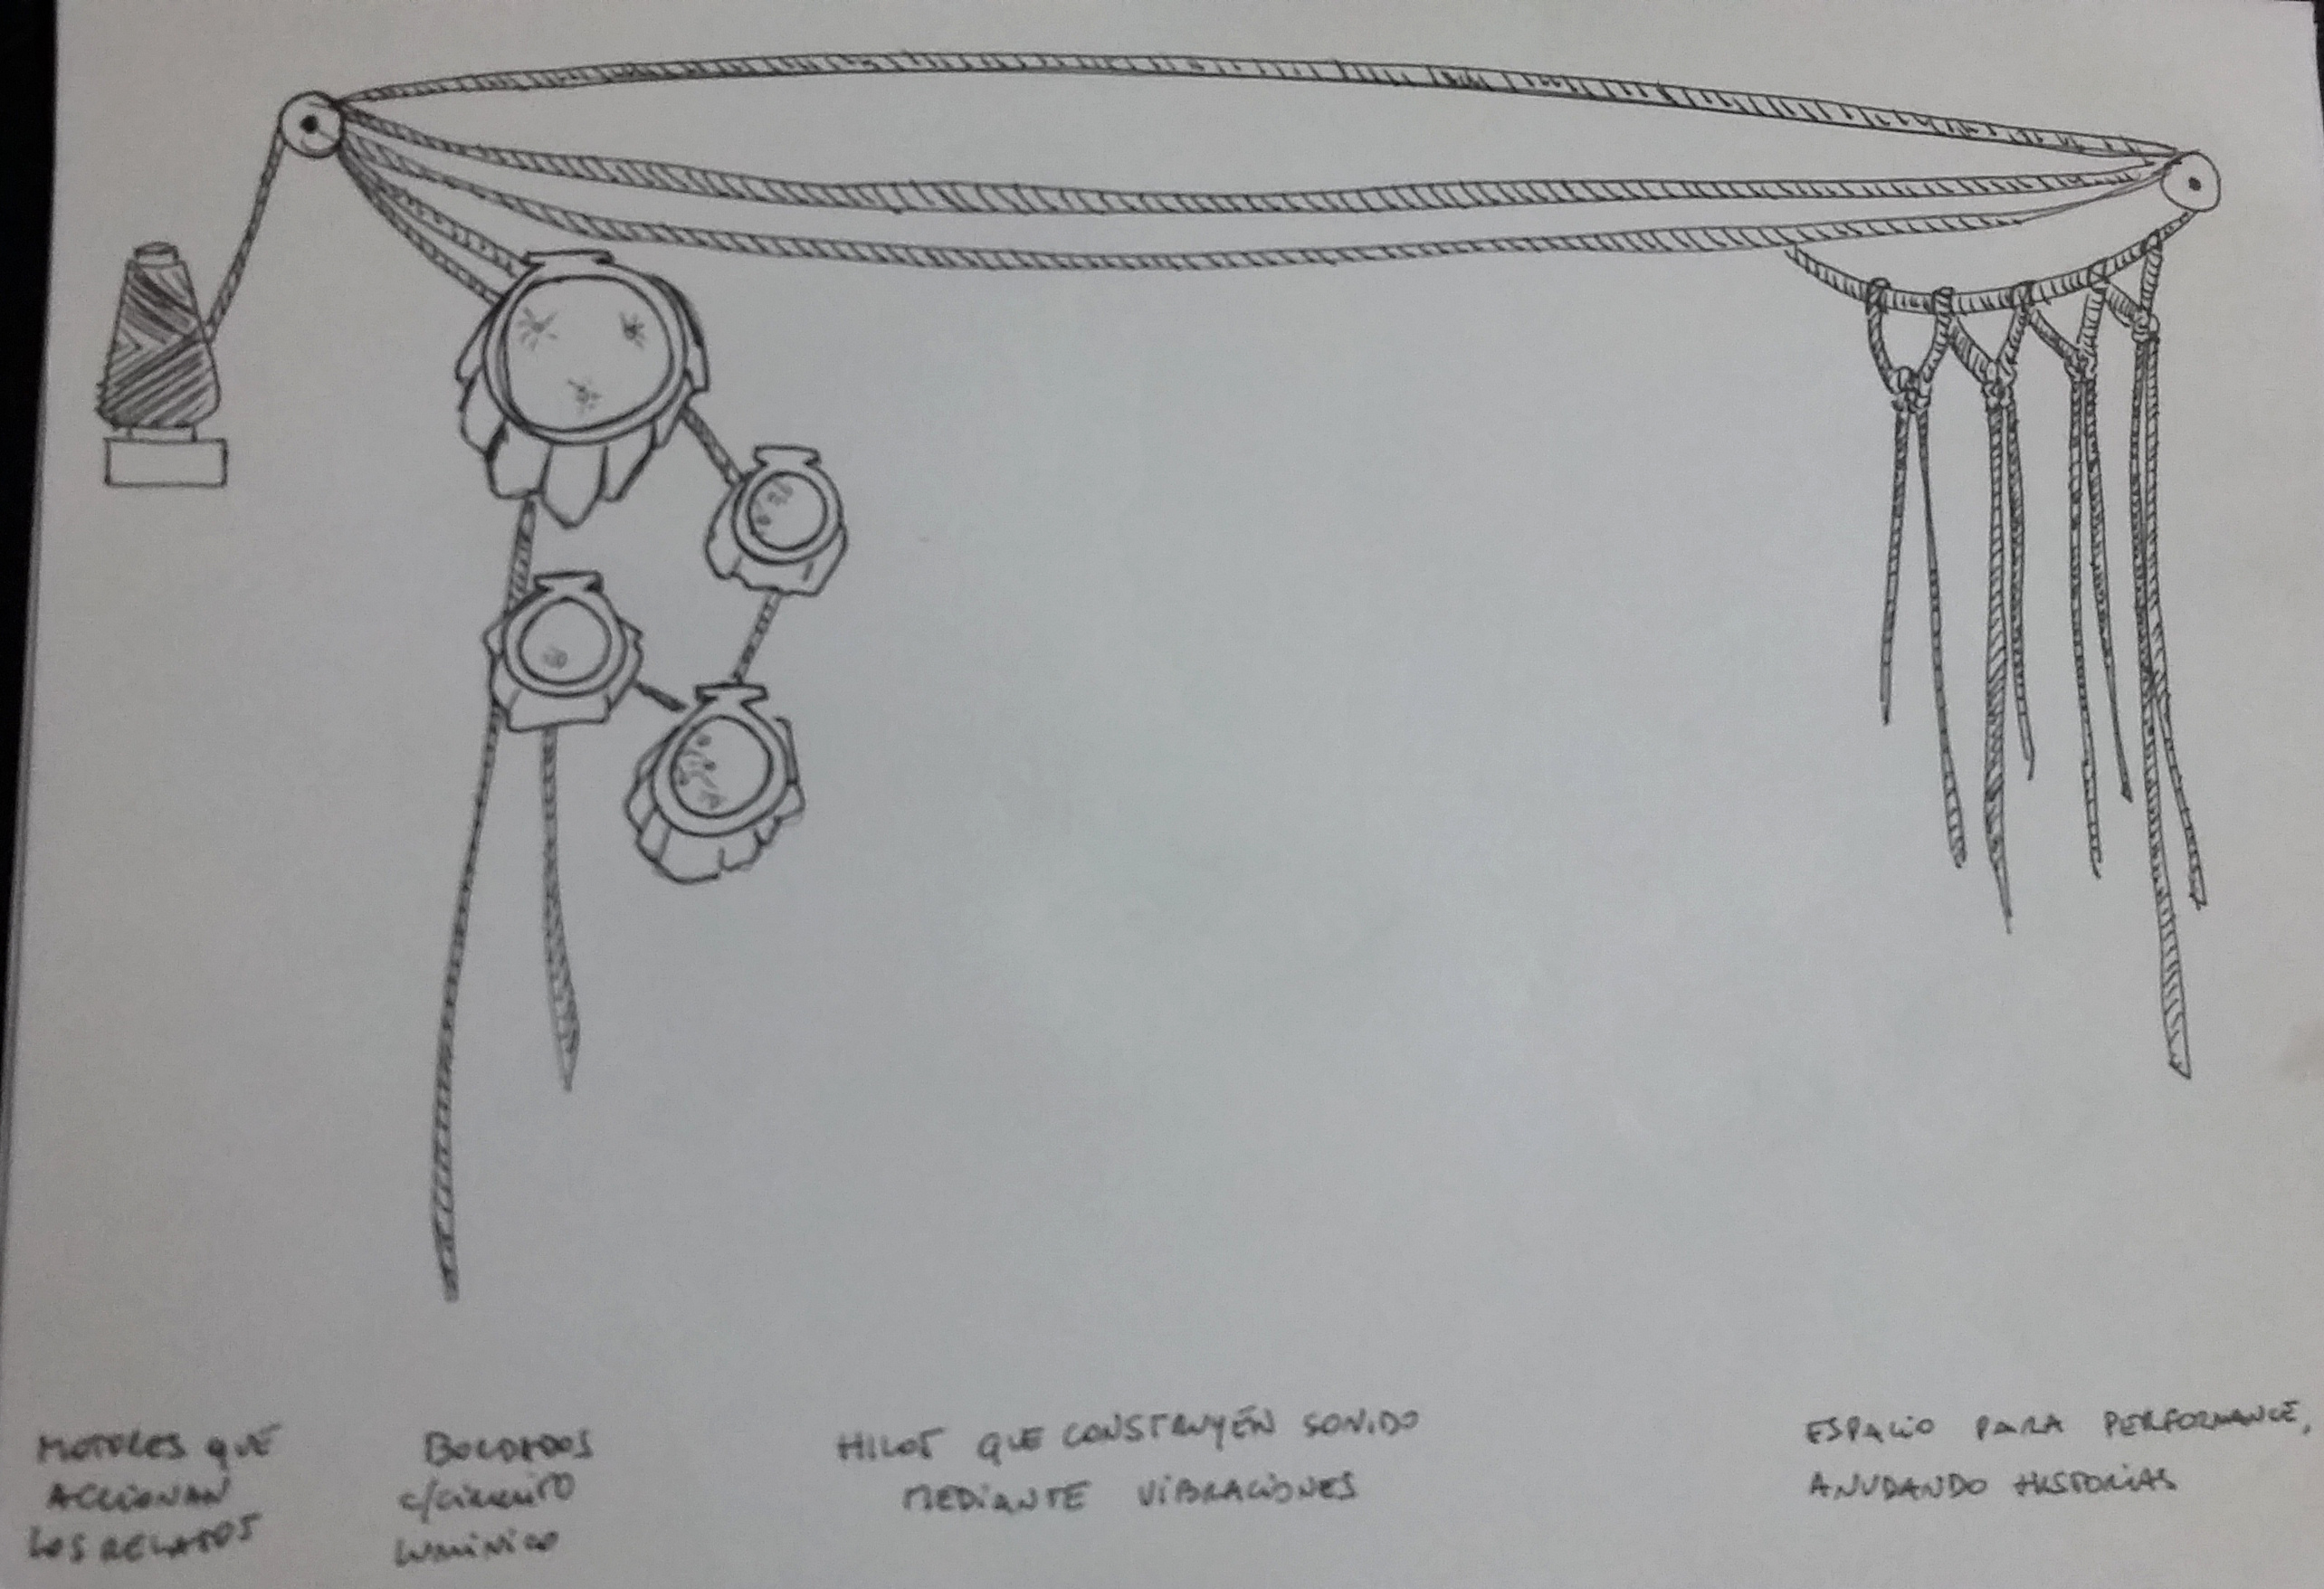 MOTORES QUE
ACCIONAN
LOS RELATOS
BORDADOS
c/circuito
LUMINICO
HILOS QUE CONSTRUYEN SONIDO
MEDIANTE VIBRACIONES
ESPACIO PARA PERFORMANCE,
ANUDANDO HISTORIAS